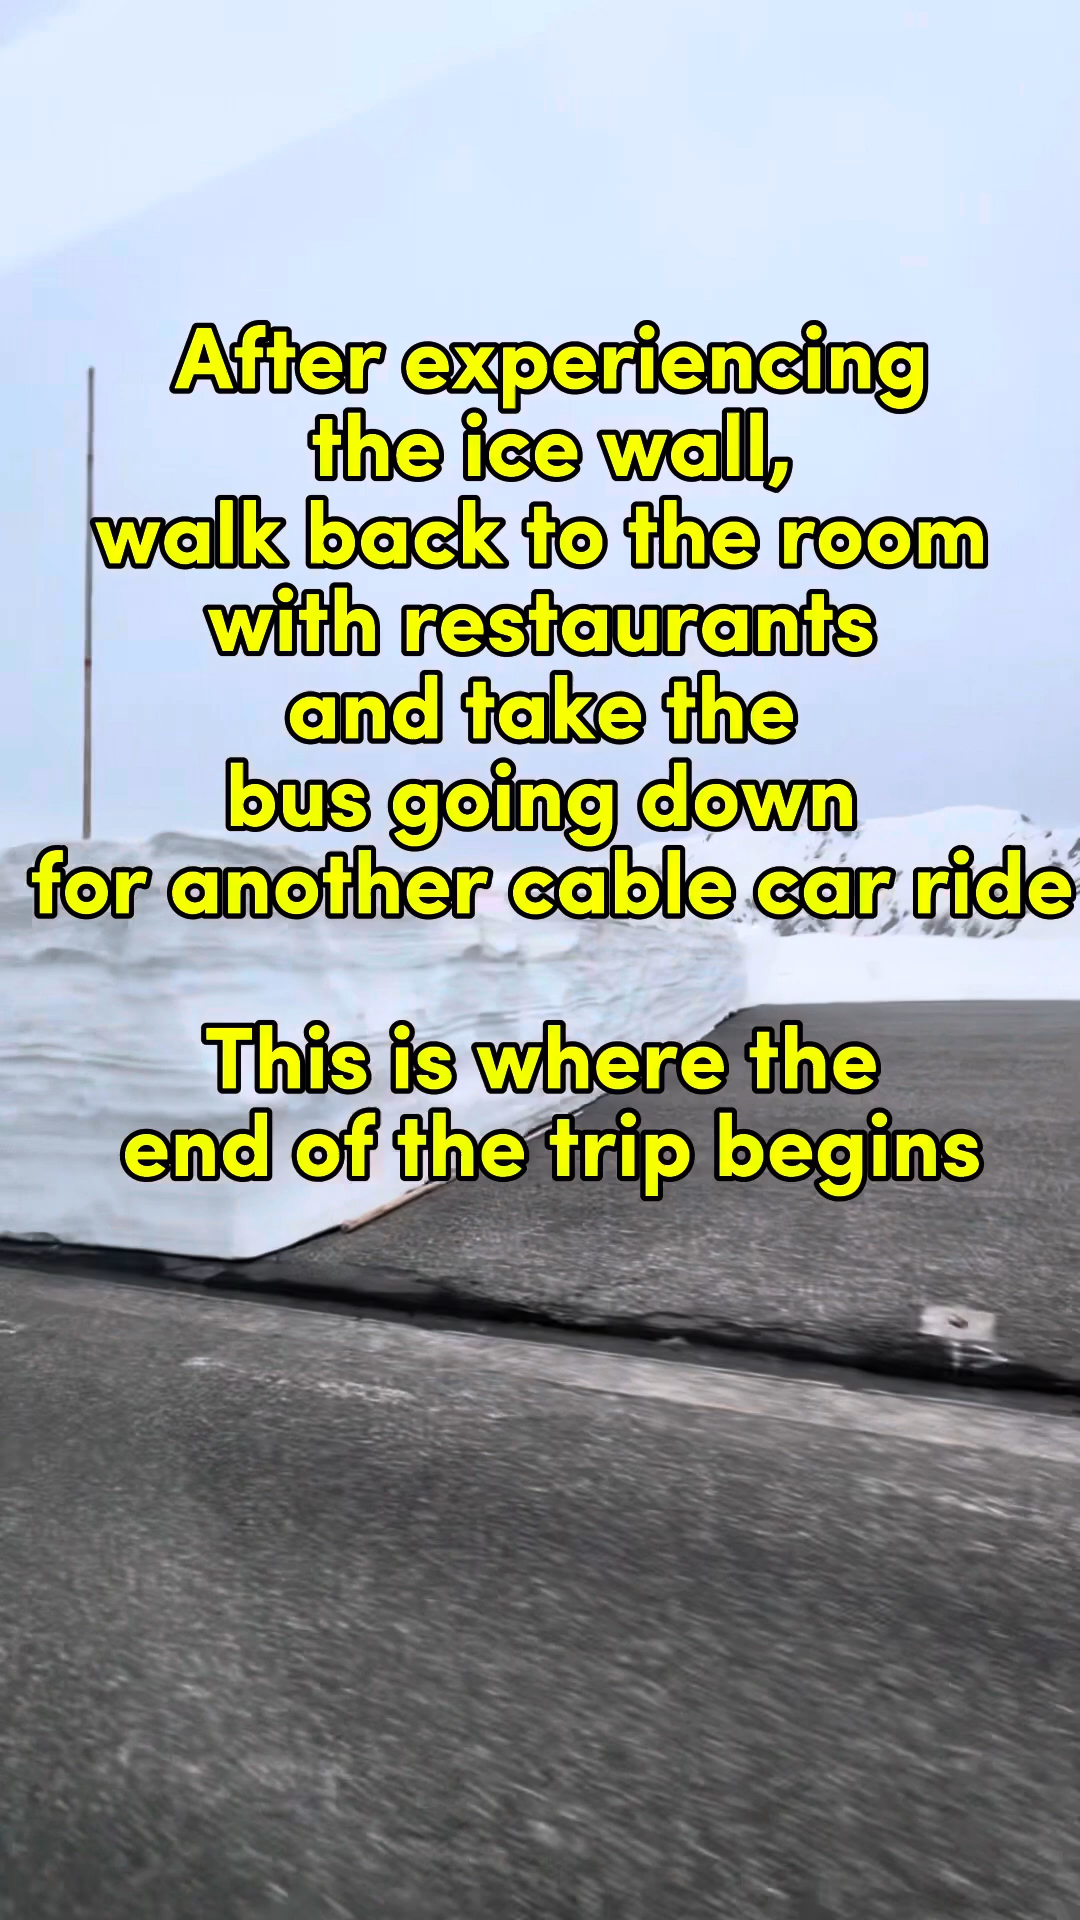 After experiencing
the ice wall,
walk back to the room
with restaurants
and take the
bus going down
for another cable car ride
This is where the
end of the trip begins